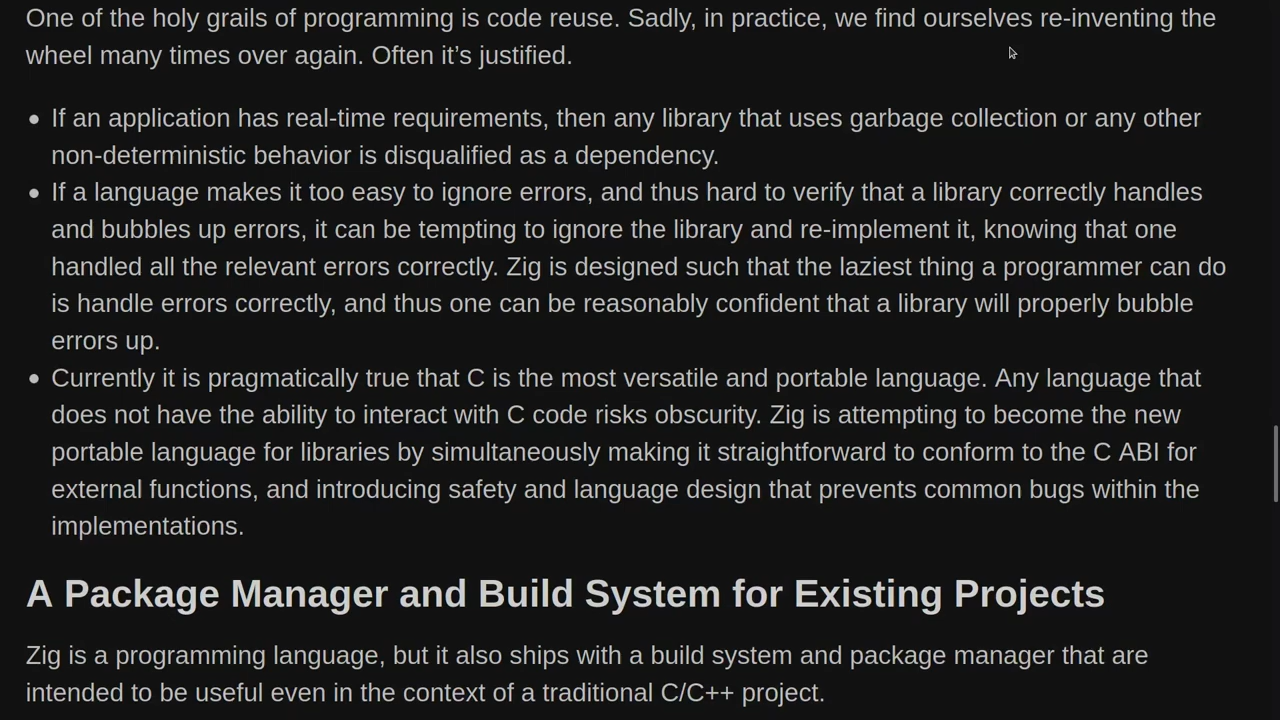 One of the holy grails of programming is code reuse. Sadly, in practice, we find ourselves re-inventing the
wheel many times over again. Often it’s justified.
• If an application has real-time requirements, then any library that uses garbage collection or any other
non-deterministic behavior is disqualified as a dependency.
• If a language makes it too easy to ignore errors, and thus hard to verify that a library correctly handles
and bubbles up errors, it can be tempting to ignore the library and re-implement it, knowing that one
handled all the relevant errors correctly. Zig is designed such that the laziest thing a programmer can do
is handle errors correctly, and thus one can be reasonably confident that a library will properly bubble
errors up.
• Currently it is pragmatically true that C is the most versatile and portable language. Any language that
does not have the ability to interact with C code risks obscurity. Zig is attempting to become the new
portable language for libraries by simultaneously making it straightforward to conform to the C ABI for
external functions, and introducing safety and language design that prevents common bugs within the
implementations.
A Package Manager and Build System for Existing Projects
Zig is a programming language, but it also ships with a build system and package manager that are
intended to be useful even in the context of a traditional C/C++ project.